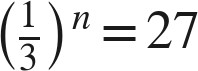 (1/3)ⁿ = 27